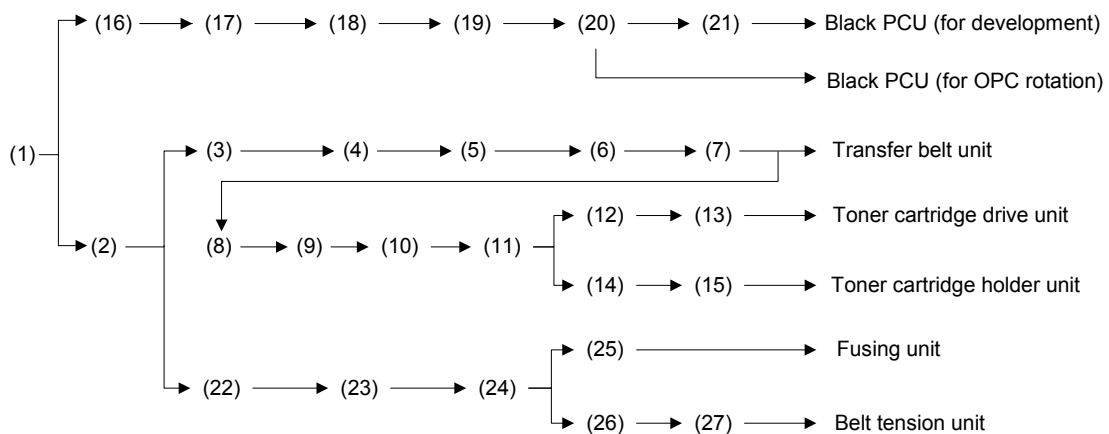 (16) (17) (18) (19) (20) (21) Black PCU (for development)
Black PCU (for OPC rotation)
(1) (3) (4) (5) (6) (7) Transfer belt unit
(12) (13) Toner cartridge drive unit
(2) (8) (9) (10) (11)
(14) (15) Toner cartridge holder unit
(25) Fusing unit
(22) (23) (24)
(26) (27) Belt tension unit